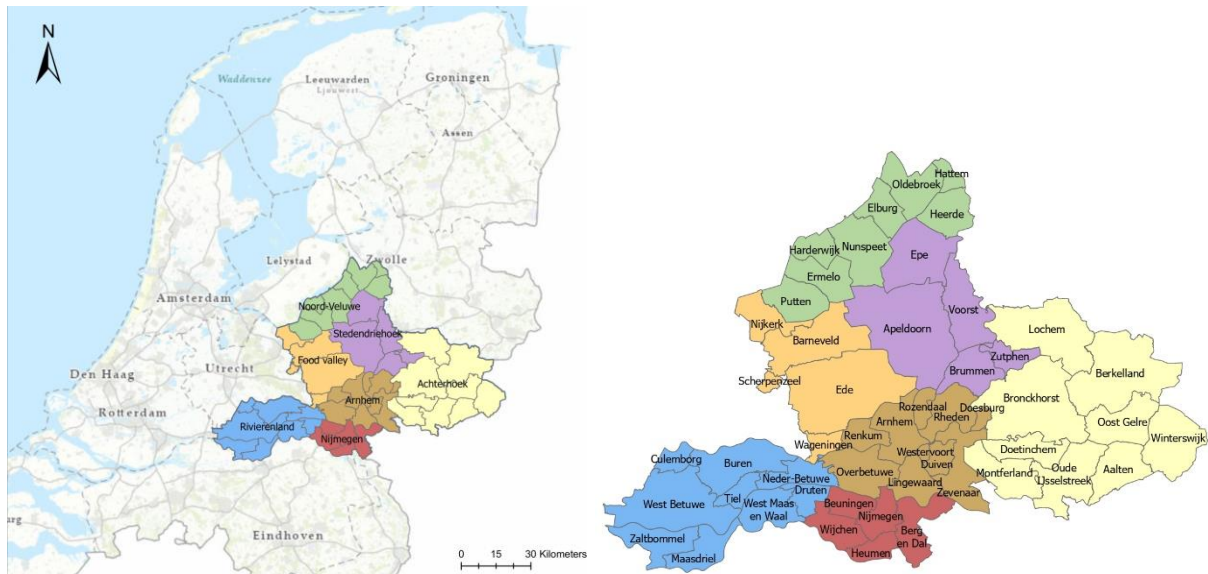 N
Waddenzee
Leeuwarden
Ljouwert
Groningen
Assen
Lelystad
Zwolle
Amsterdam
Noord-Veluwe
Stedendriehoek
Food valley
Den Haag
Utrecht
Achterhoek
Rotterdam
Arnhem
Rivierenland
Nijmegen
Eindhoven
0 15 30 Kilometers
Hattem
Oldebroek
Elburg
Heerde
Nunspeet
Harderwijk
Epe
Ermelo
Putten
Voorst
Nijkerk
Apeldoorn
Lochem
Barneveld
Zutphen
Brummen
Berkelland
Scherpenzeel
Ede
Bronckhorst
Rozendaal
Doesburg
Arnhem
Rheden
Oost Gelre
Winterswijk
Renkum
Wageningen
Westervoort
Doetinchem
Culemborg
Buren
Duiven
Overbetuwe
Neder-Betuwe
Montferland
Oude
IJsselstreek
Aalten
Lingewaard
Druten
Zevenaar
Tiel
West Betuwe
West Maas
en Waal
Beuningen
Nijmegen
Wijchen
Berg
en Dal
Zaltbommel
Heumen
Maasdriel